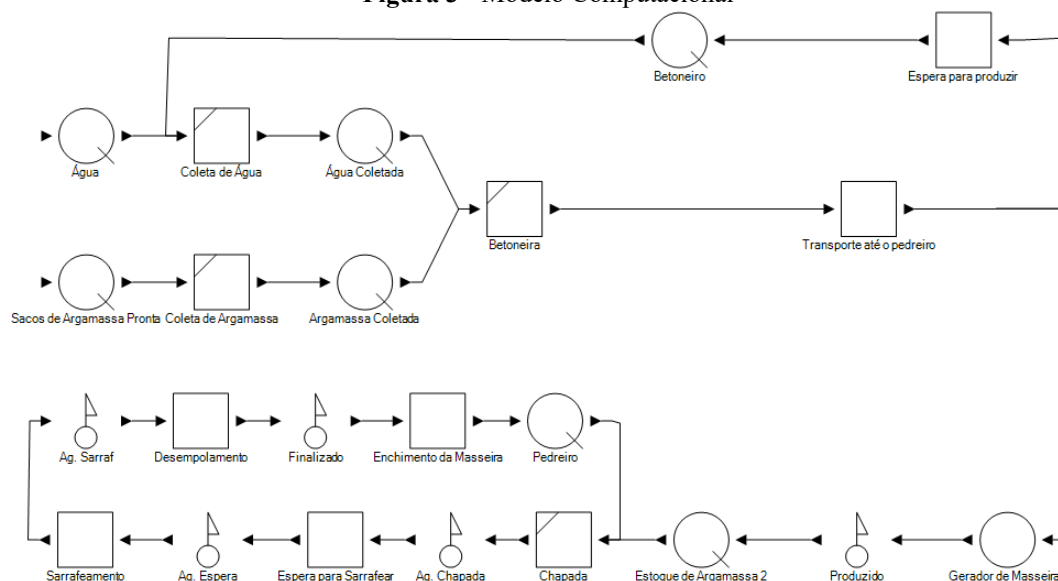 Figura 3 - Modelo Computacional
Betoneiro
Espera para produzir
Água
Coleta de Água
Água Coletada
Betoneira
Transporte até o pedreiro
Sacos de Argamassa Pronta
Coleta de Argamassa
Argamassa Coletada
Ag. Sarraf
Desempolamento
Finalizado
Enchimento da Masseira
Pedreiro
Sarrafeamento
Ag. Espera
Espera para Sarrafear
Ag. Chapada
Chapada
Estoque de Argamassa 2
Produzido
Gerador de Masseira